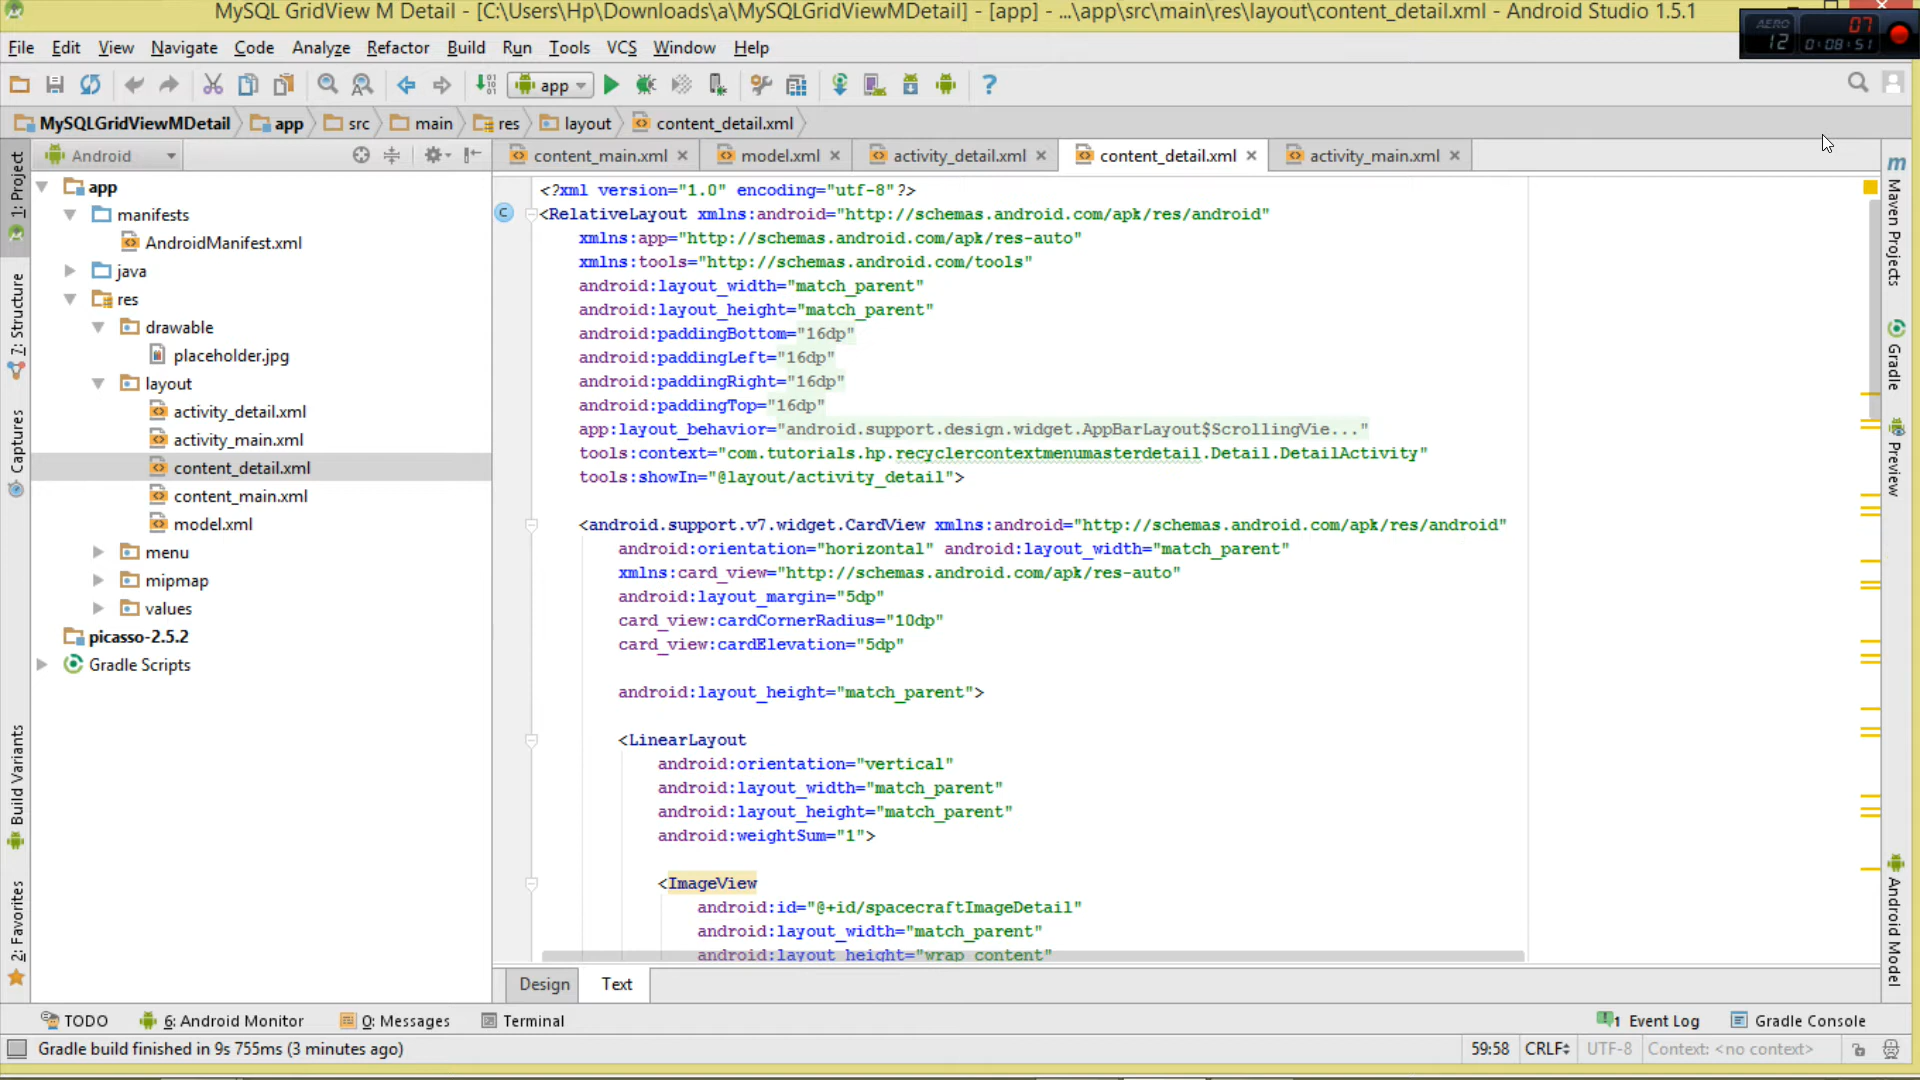 MySQL GridView M Detail - [C:\Users\Hp\Downloads\a\MySQLGridViewMDetail] - [app] - ...\app\src\main\res\layout\content_detail.xml - Android Studio 1.5.1
AERO
12
07
0:08:51
File Edit View Navigate Code Analyze Refactor Build Run Tools VCS Window Help
app
MySQLGridViewMDetail app src main res layout content_detail.xml
Android
content_main.xml model.xml activity_detail.xml content_detail.xml activity_main.xml
1: Project
7: Structure
Captures
Build Variants
2: Favorites
app
manifests
AndroidManifest.xml
java
res
drawable
placeholder.jpg
layout
activity_detail.xml
activity_main.xml
content_detail.xml
content_main.xml
model.xml
menu
mipmap
values
picasso-2.5.2
Gradle Scripts
<?xml version="1.0" encoding="utf-8"?>
<RelativeLayout xmlns:android="http://schemas.android.com/apk/res/android"
xmlns:app="http://schemas.android.com/apk/res-auto"
xmlns:tools="http://schemas.android.com/tools"
android:layout_width="match_parent"
android:layout_height="match_parent"
android:paddingBottom="16dp"
android:paddingLeft="16dp"
android:paddingRight="16dp"
android:paddingTop="16dp"
app:layout_behavior="android.support.design.widget.AppBarLayout$ScrollingVie..."
tools:context="com.tutorials.hp.recyclercontextmenumasterdetail.Detail.DetailActivity"
tools:showIn="@layout/activity_detail">
<android.support.v7.widget.CardView xmlns:android="http://schemas.android.com/apk/res/android"
android:orientation="horizontal" android:layout_width="match_parent"
xmlns:card_view="http://schemas.android.com/apk/res-auto"
android:layout_margin="5dp"
card_view:cardCornerRadius="10dp"
card_view:cardElevation="5dp"
android:layout_height="match_parent">
<LinearLayout
android:orientation="vertical"
android:layout_width="match_parent"
android:layout_height="match_parent"
android:weightSum="1">
<ImageView
android:id="@+id/spacecraftImageDetail"
android:layout_width="match_parent"
android:layout_height="wrap_content"
m
Maven Projects
Gradle
Preview
Android Model
Design Text
TODO 6: Android Monitor 0: Messages Terminal 1 Event Log Gradle Console
Gradle build finished in 9s 755ms (3 minutes ago) 59:58 CRLF UTF-8 Context: <no context>